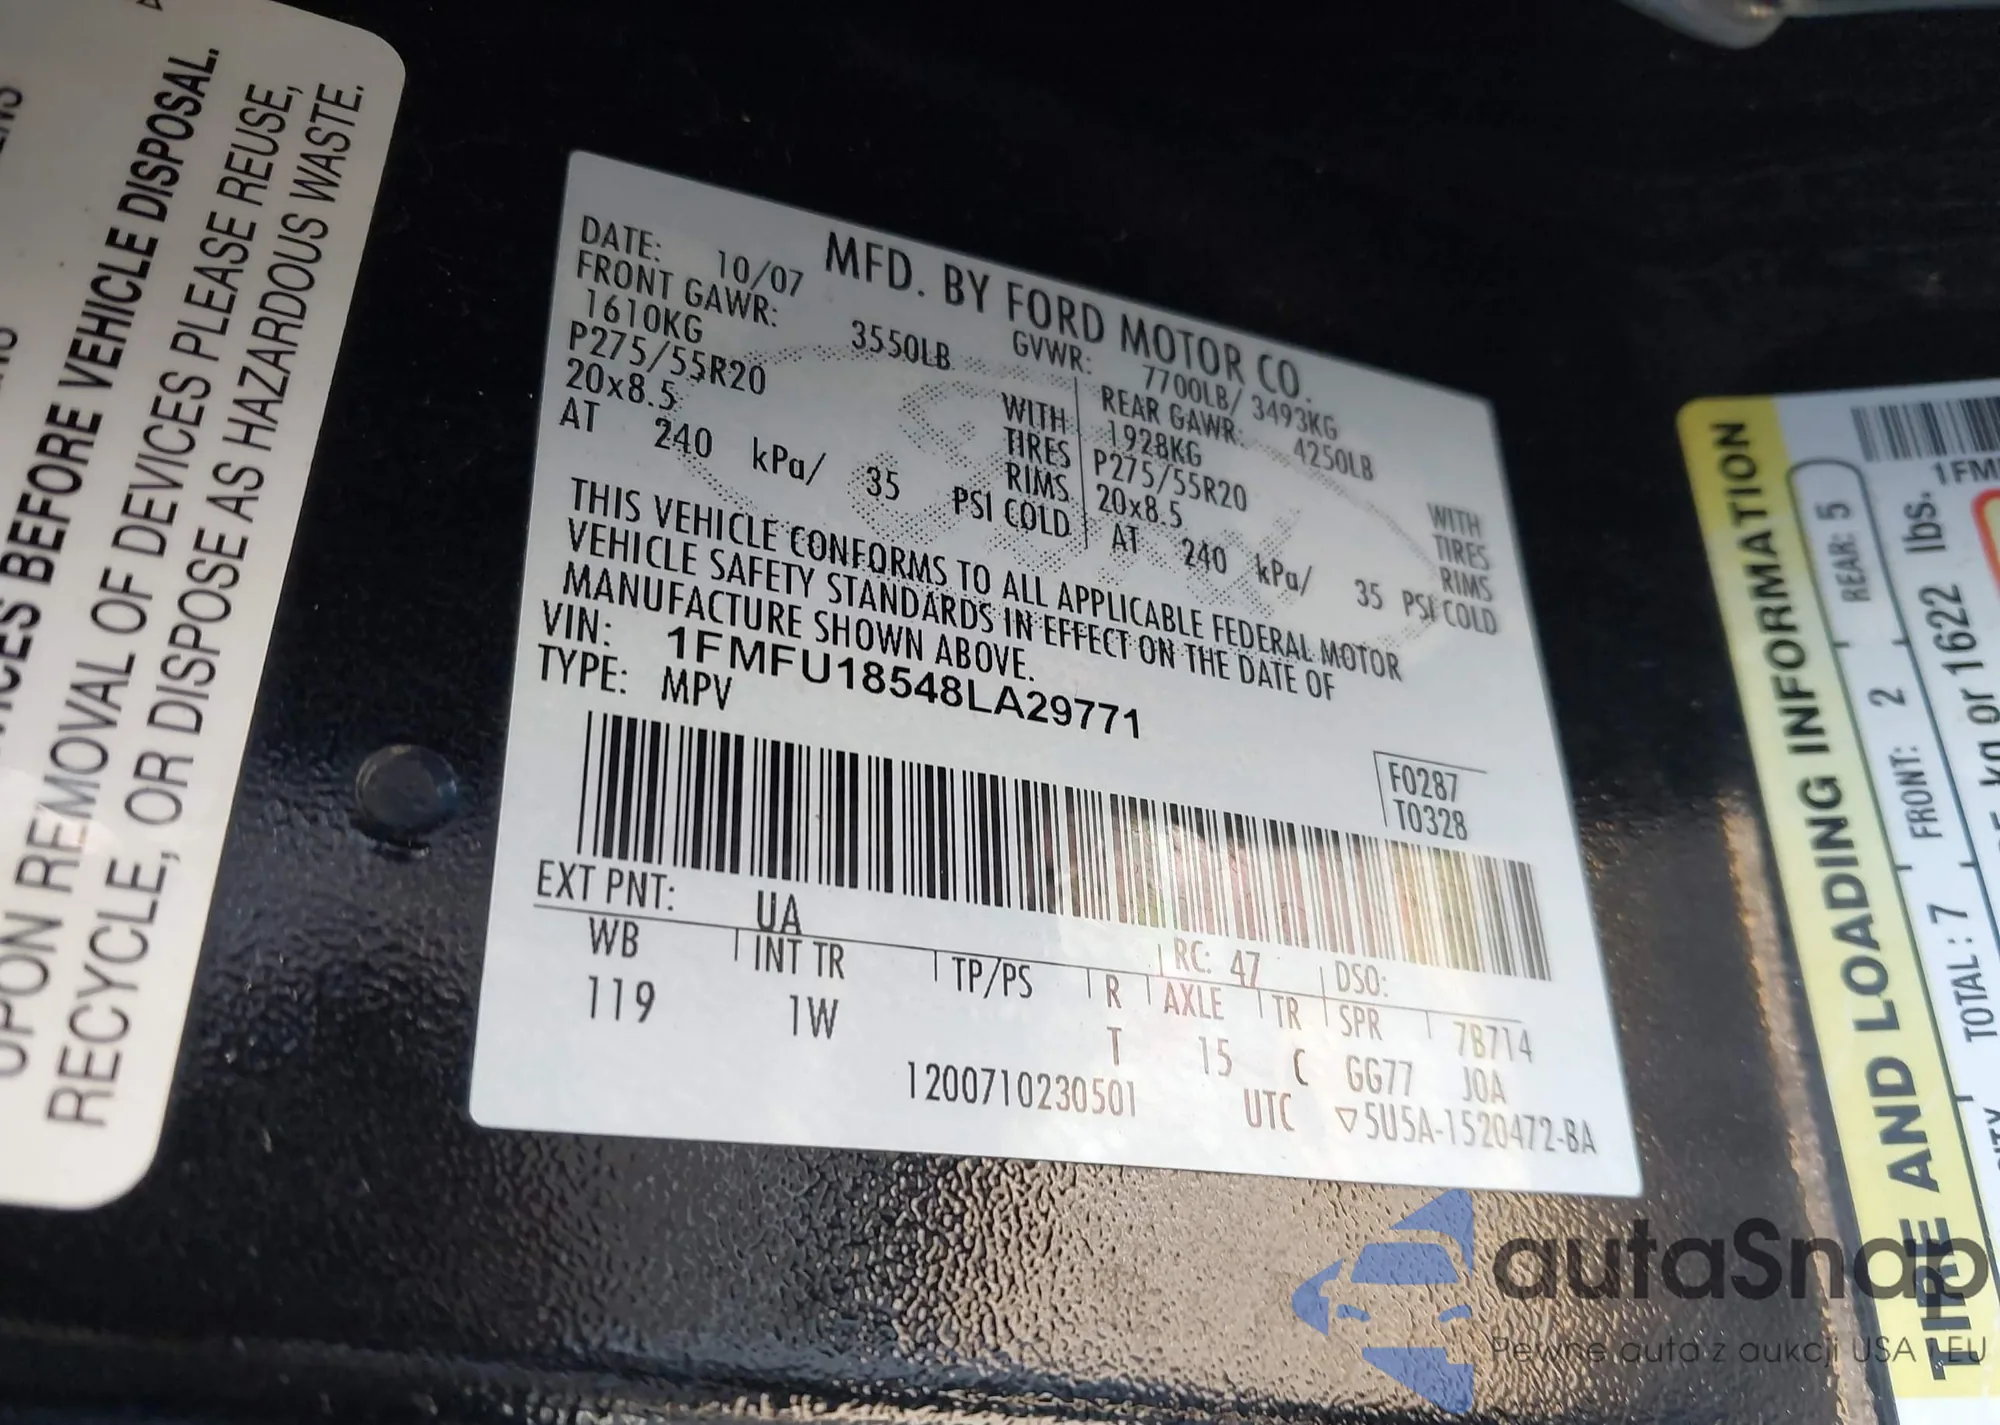 ICES BEFORE VEHICLE DISPOSAL.
UPON REMOVAL OF DEVICES PLEASE REUSE,
RECYCLE, OR DISPOSE AS HAZARDOUS WASTE.
MFD. BY FORD MOTOR CO.
DATE: 10/07 GVWR: 7700LB/ 3493KG
FRONT GAWR: 3550LB REAR GAWR: 4250LB
1610KG WITH 1928KG WITH
P275/55R20 TIRES P275/55R20 TIRES
20x8.5 RIMS 20x8.5 RIMS
AT 240 kPa/ 35 PSI COLD AT 240 kPa/ 35 PSI COLD
THIS VEHICLE CONFORMS TO ALL APPLICABLE FEDERAL MOTOR
VEHICLE SAFETY STANDARDS IN EFFECT ON THE DATE OF
MANUFACTURE SHOWN ABOVE.
VIN: 1FMFU18548LA29771
TYPE: MPV
F0287
T0328
EXT PNT: UA RC: 47 DSO:
WB INT TR TP/PS R AXLE TR SPR 7B714
119 1W T 15 C GG77 J0A
1200710230501 UTC ▽5U5A-1520472-BA
TIRE AND LOADING INFORMATION
TOTAL: 7 FRONT: 2 REAR: 5
kg or 1622 lbs.
1FM
autaSnap
Pewne auta z aukcji USA i EU